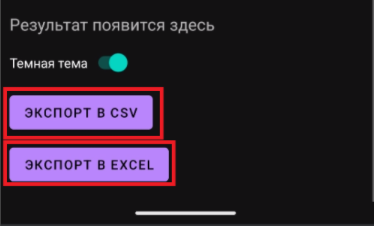 Результат появится здесь
Темная тема
ЭКСПОРТ В CSV
ЭКСПОРТ В EXCEL